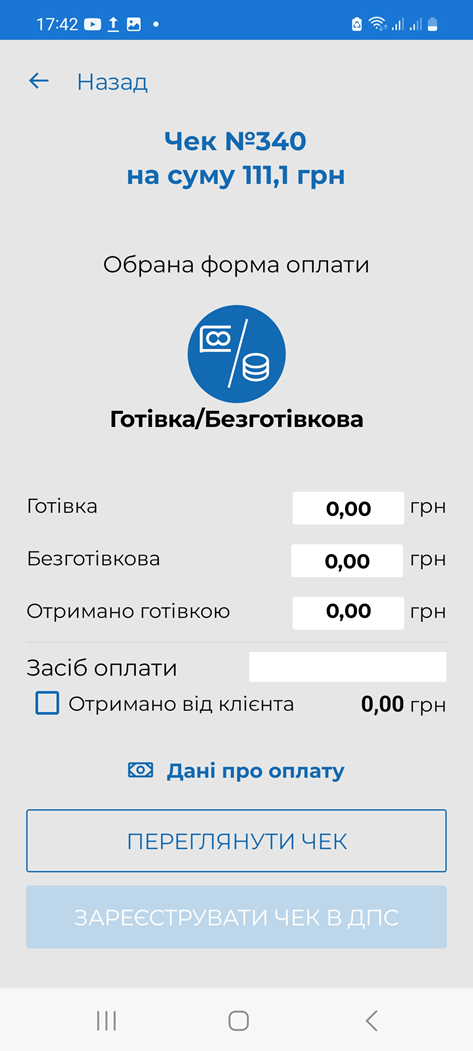 17:42
Назад
Чек №340
на суму 111,1 грн
Обрана форма оплати
Готівка/Безготівкова
Готівка 0,00 грн
Безготівкова 0,00 грн
Отримано готівкою 0,00 грн
Засіб оплати
Отримано від клієнта 0,00 грн
Дані про оплату
ПЕРЕГЛЯНУТИ ЧЕК
ЗАРЕЄСТРУВАТИ ЧЕК В ДПС